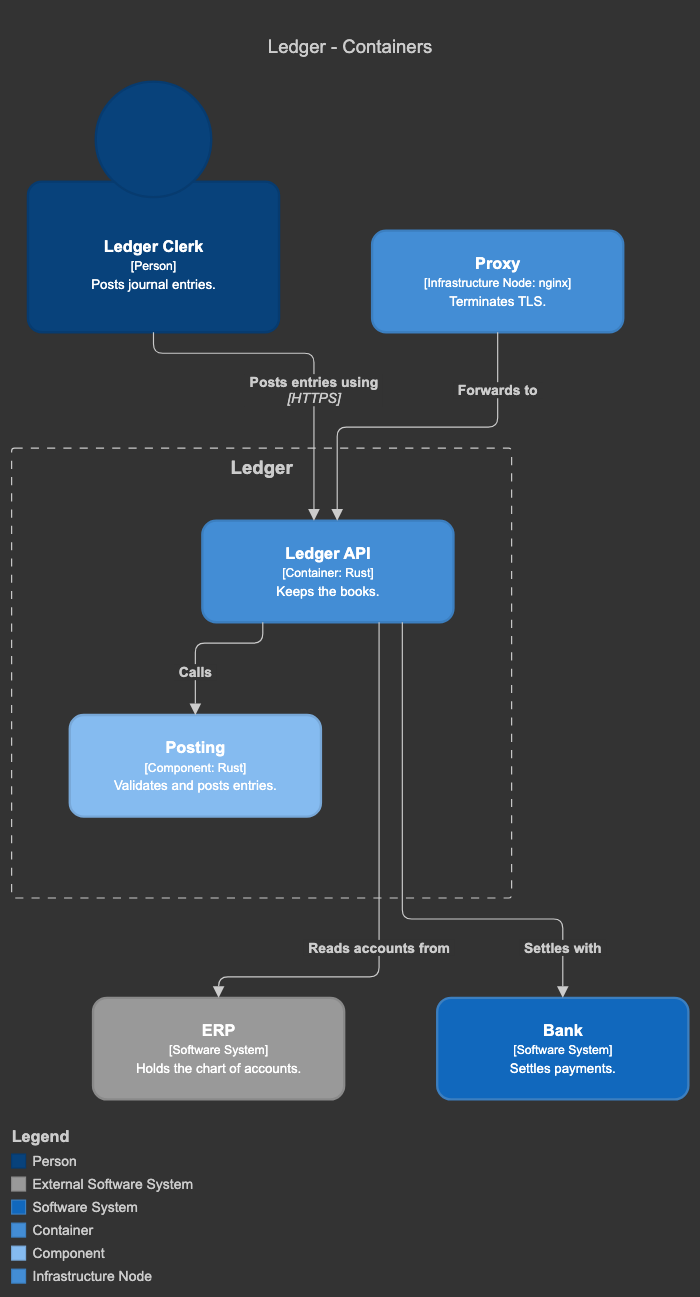 Ledger - Containers
Ledger Clerk
[Person]
Posts journal entries.
Proxy
[Infrastructure Node: nginx]
Terminates TLS.
Posts entries using
[HTTPS]
Forwards to
Ledger
Ledger API
[Container: Rust]
Keeps the books.
Calls
Posting
[Component: Rust]
Validates and posts entries.
Reads accounts from
Settles with
ERP
[Software System]
Holds the chart of accounts.
Bank
[Software System]
Settles payments.
Legend
Person
External Software System
Software System
Container
Component
Infrastructure Node